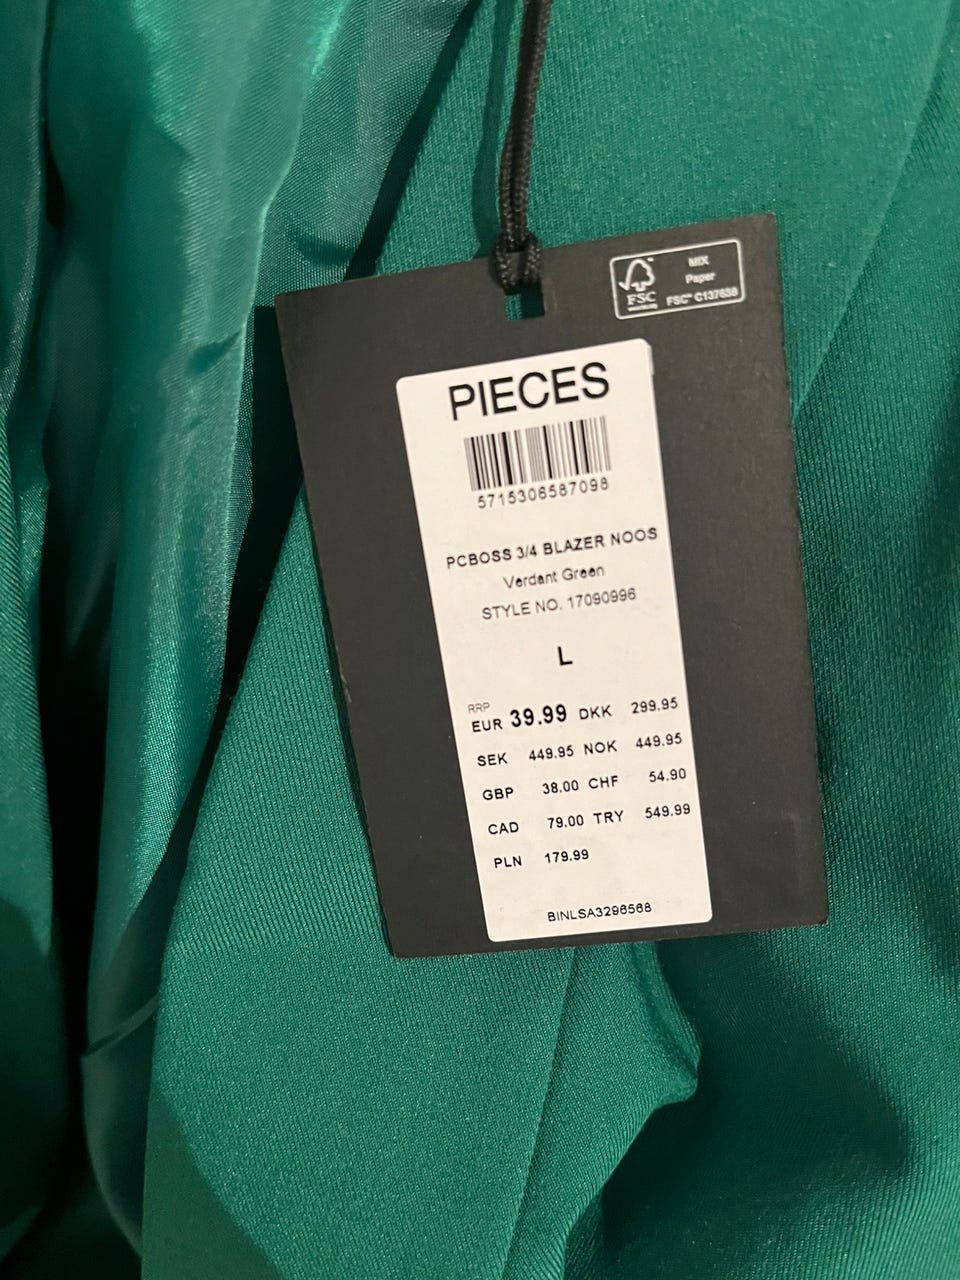 MIX
Paper
FSC
FSC™ C137638
PIECES
5715306587098
PCBOSS 3/4 BLAZER NOOS
Verdant Green
STYLE NO. 17090996
L
RRP
EUR 39.99 DKK 299.95
SEK 449.95 NOK 449.95
GBP 38.00 CHF 54.90
CAD 79.00 TRY 549.99
PLN 179.99
BINLSA3296568